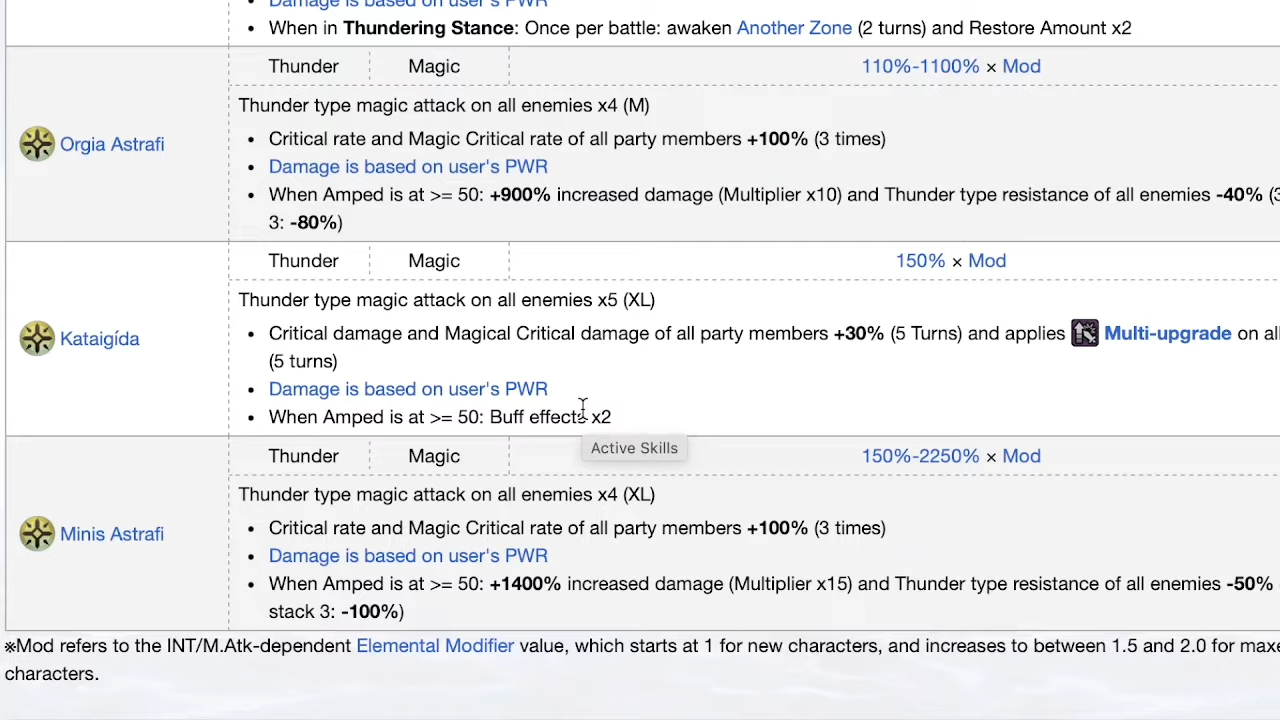 Damage is based on user's PWR
When in Thundering Stance: Once per battle: awaken Another Zone (2 turns) and Restore Amount x2
Thunder Magic 110%-1100% × Mod
Orgia Astrafi
Thunder type magic attack on all enemies x4 (M)
Critical rate and Magic Critical rate of all party members +100% (3 times)
Damage is based on user's PWR
When Amped is at >= 50: +900% increased damage (Multiplier x10) and Thunder type resistance of all enemies -40% (3
3: -80%)
Thunder Magic 150% × Mod
Kataigída
Thunder type magic attack on all enemies x5 (XL)
Critical damage and Magical Critical damage of all party members +30% (5 Turns) and applies Multi-upgrade on all
(5 turns)
Damage is based on user's PWR
When Amped is at >= 50: Buff effects x2
Active Skills
Thunder Magic 150%-2250% × Mod
Minis Astrafi
Thunder type magic attack on all enemies x4 (XL)
Critical rate and Magic Critical rate of all party members +100% (3 times)
Damage is based on user's PWR
When Amped is at >= 50: +1400% increased damage (Multiplier x15) and Thunder type resistance of all enemies -50%
stack 3: -100%)
※Mod refers to the INT/M.Atk-dependent Elemental Modifier value, which starts at 1 for new characters, and increases to between 1.5 and 2.0 for maxe
characters.